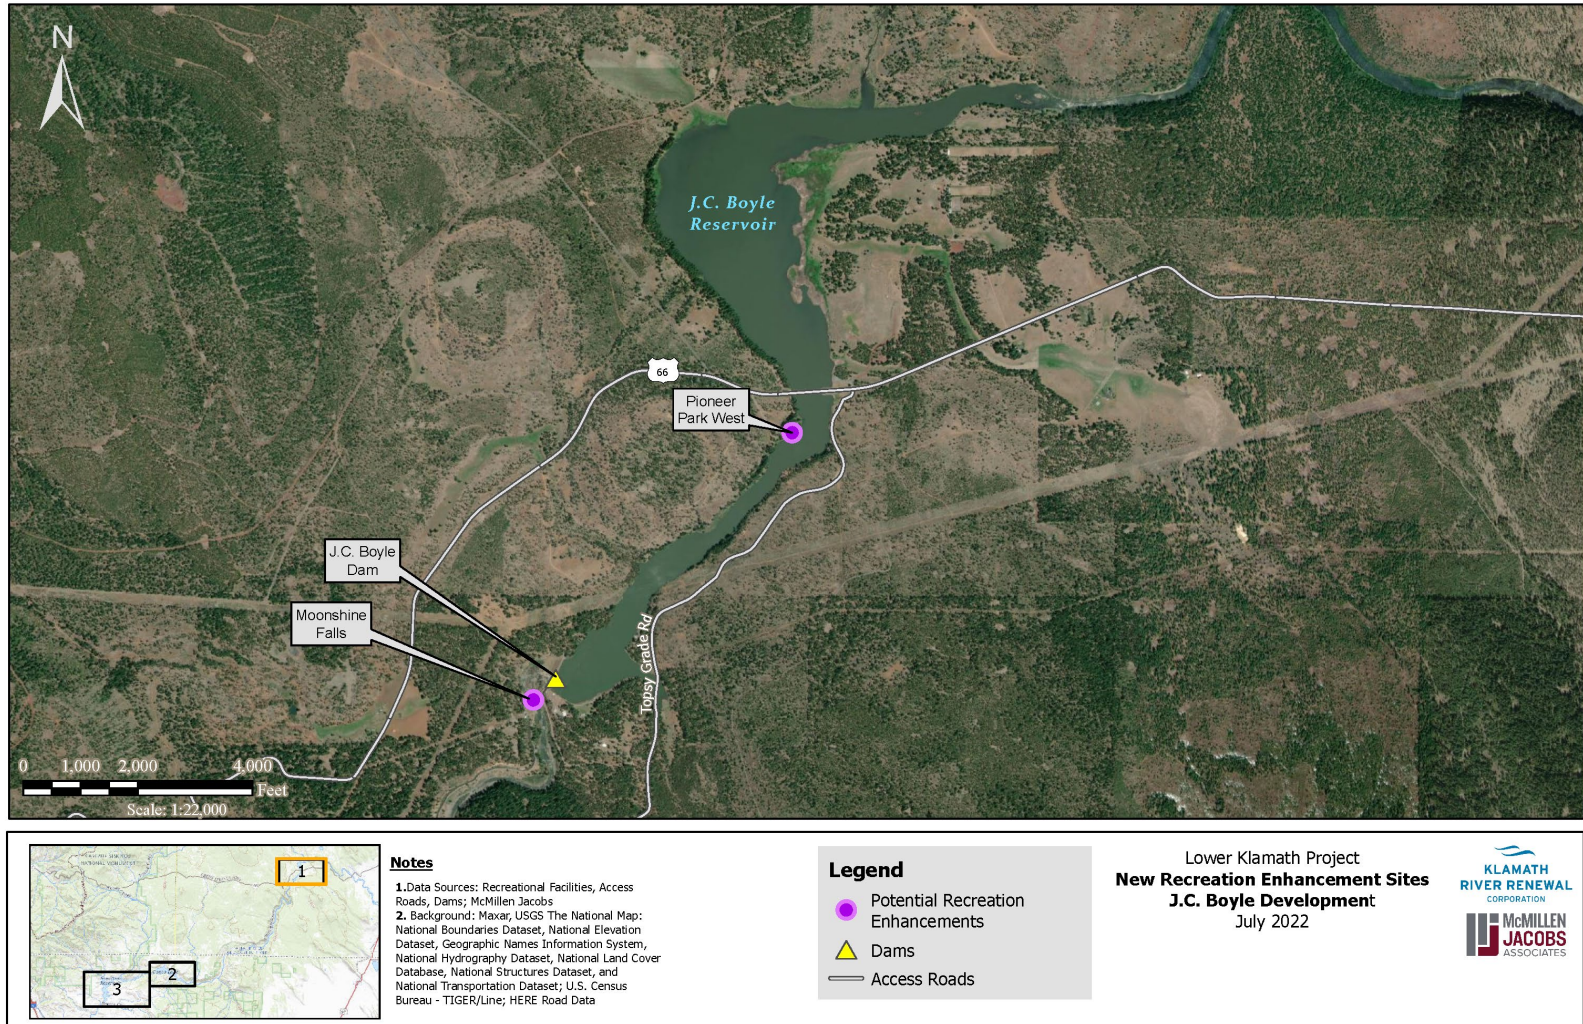 N
J.C. Boyle
Reservoir
66
Pioneer
Park West
J.C. Boyle
Dam
Moonshine
Falls
Topsy Grade Rd
0 1,000 2,000 4,000
Feet
Scale: 1:22,000
1
2
3
Notes
1.Data Sources: Recreational Facilities, Access
Roads, Dams; McMillen Jacobs
2. Background: Maxar, USGS The National Map:
National Boundaries Dataset, National Elevation
Dataset, Geographic Names Information System,
National Hydrography Dataset, National Land Cover
Database, National Structures Dataset, and
National Transportation Dataset; U.S. Census
Bureau - TIGER/Line; HERE Road Data
Legend
Potential Recreation
Enhancements
Dams
Access Roads
Lower Klamath Project
New Recreation Enhancement Sites
J.C. Boyle Development
July 2022
KLAMATH
RIVER RENEWAL
CORPORATION
McMILLEN
JACOBS
ASSOCIATES